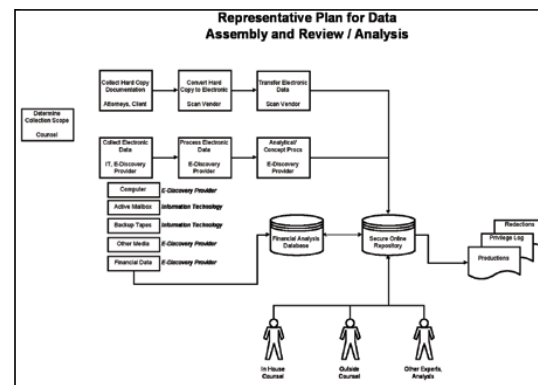 Representative Plan for Data
Assembly and Review / Analysis
Collect Hard Copy
Documentation
Attorneys, Client
Convert Hard
Copy to Electronic
Scan Vendor
Transfer Electronic
Data
Scan Vendor
Determine
Collection Scope
Counsel
Collect Electronic
Data
IT, E-Discovery
Provider
Process Electronic
Data
E-Discovery
Provider
Analytical/
Concept Procs
E-Discovery
Provider
Computer E-Discovery Provider
Active Mailbox Information Technology
Backup Tapes Information Technology
Other Media E-Discovery Provider
Financial Data E-Discovery Provider
Financial Analysis
Database
Secure Online
Repository
Redactions
Privilege Log
Productions
In House
Counsel
Outside
Counsel
Other Experts,
Analysts